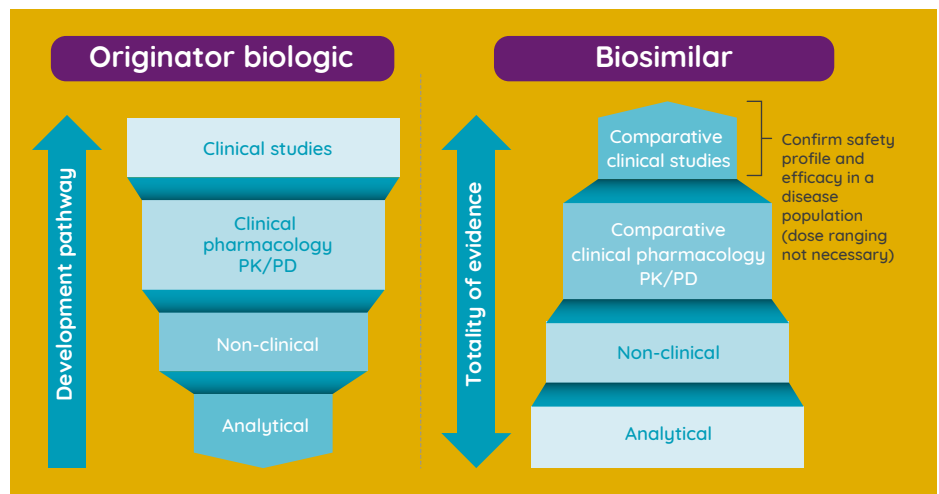 Originator biologic
Development pathway
Clinical studies
Clinical
pharmacology
PK/PD
Non-clinical
Analytical
Biosimilar
Totality of evidence
Comparative
clinical studies
Confirm safety
profile and
efficacy in a
disease
population
(dose ranging
not necessary)
Comparative
clinical pharmacology
PK/PD
Non-clinical
Analytical